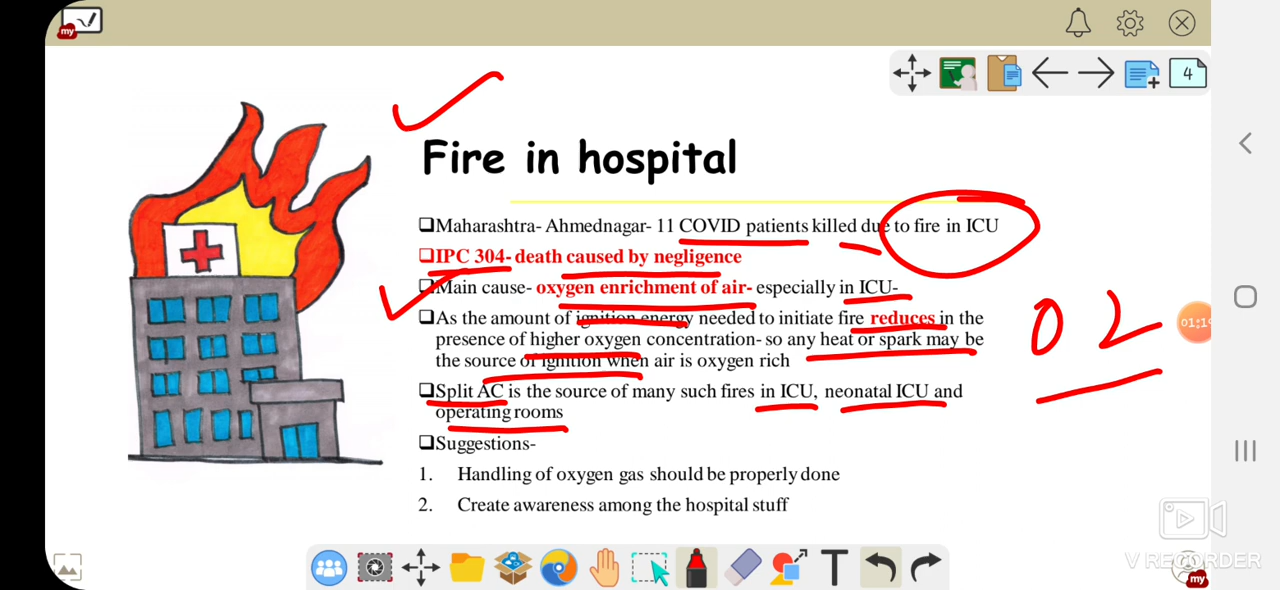 my
4
Fire in hospital
❑Maharashtra- Ahmednagar- 11 COVID patients killed due to fire in ICU
❑IPC 304- death caused by negligence
❑Main cause- oxygen enrichment of air- especially in ICU-
❑As the amount of ignition energy needed to initiate fire reduces in the
presence of higher oxygen concentration- so any heat or spark may be
the source of ignition when air is oxygen rich
❑Split AC is the source of many such fires in ICU, neonatal ICU and
operating rooms
❑Suggestions-
1. Handling of oxygen gas should be properly done
2. Create awareness among the hospital stuff
O2
T
V RECORDER
my